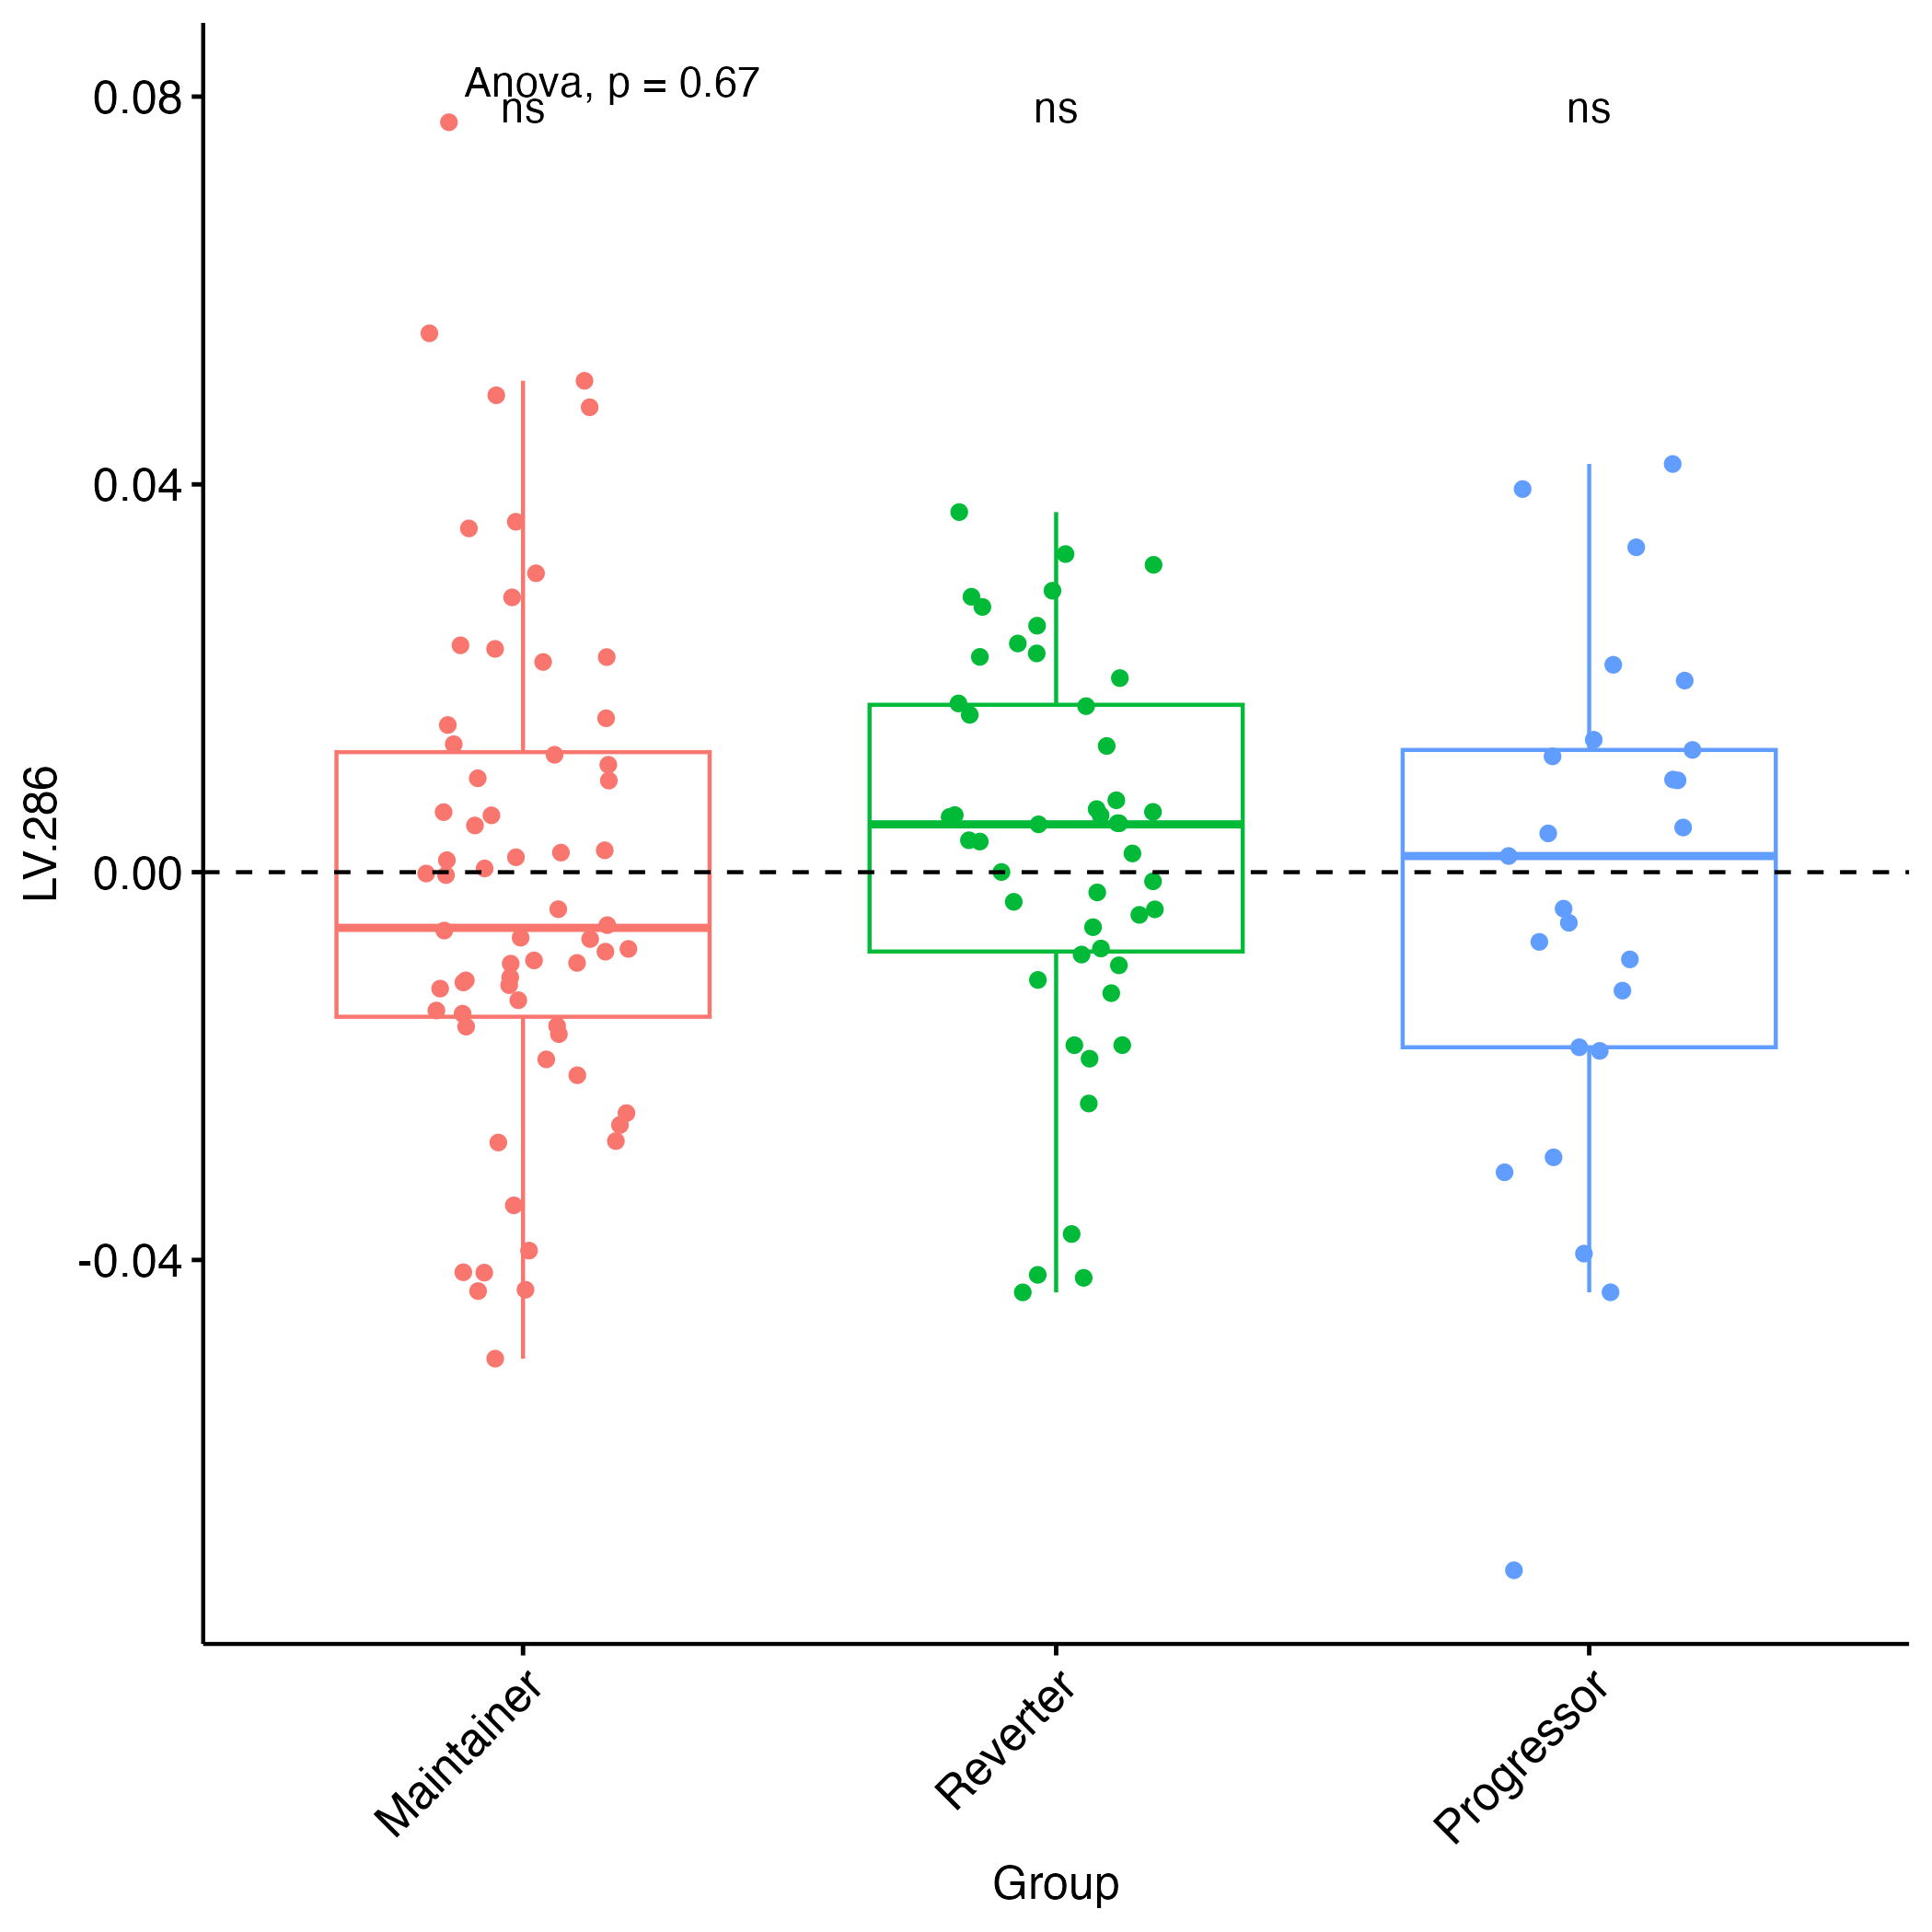 Anova, p = 0.67
ns
ns
ns
0.08
0.04
0.00
-0.04
LV.286
Maintainer
Reverter
Progressor
Group